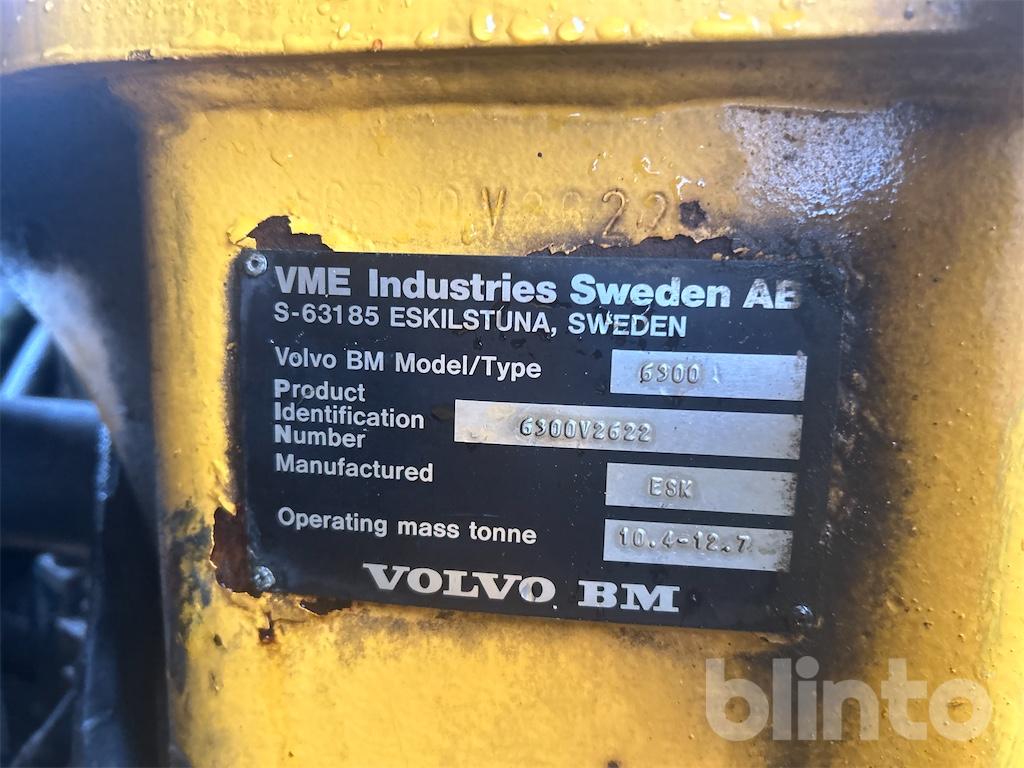 6300V2622
VME Industries Sweden AB
S-63185 ESKILSTUNA, SWEDEN
Volvo BM Model/Type 6300
Product
Identification
Number 6300V2622
Manufactured ESK
Operating mass tonne 10.4-12.7
VOLVO BM
blinto